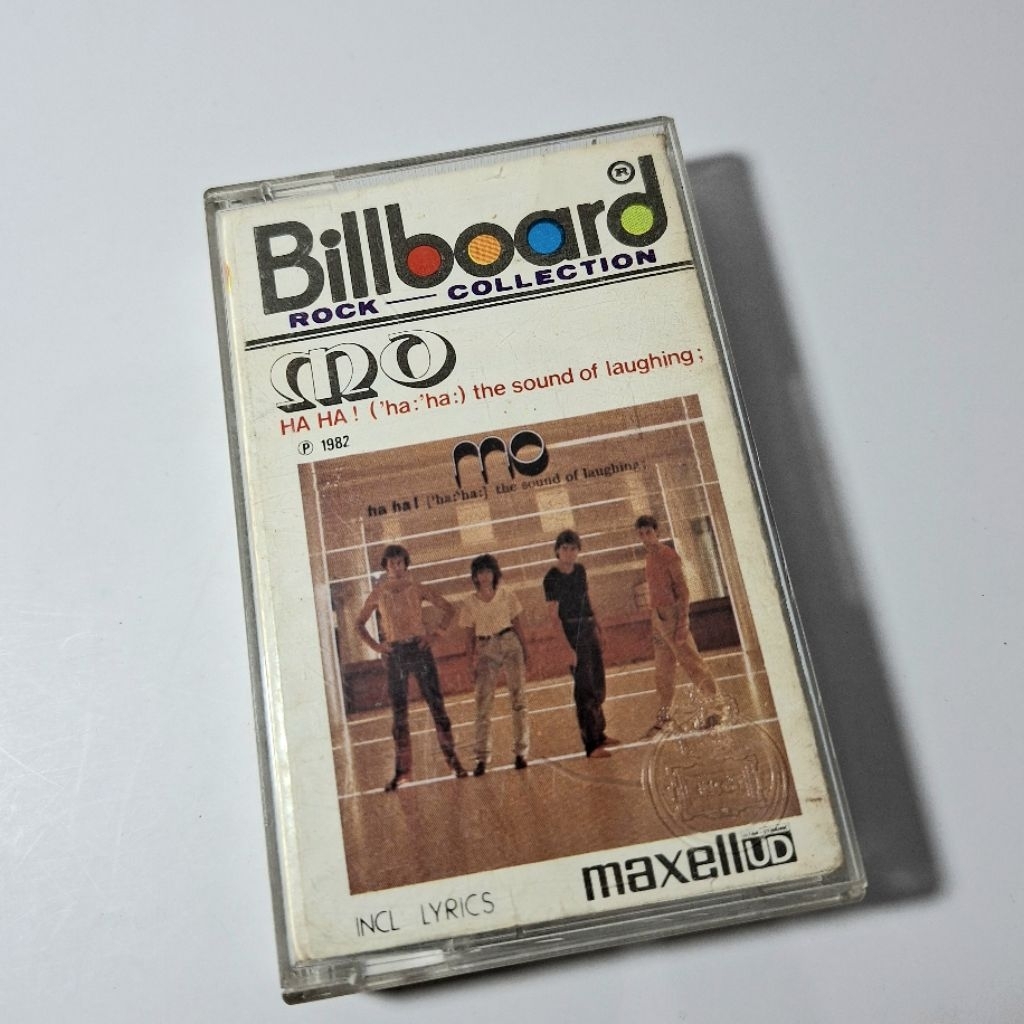 Billboard®
ROCK — COLLECTION
MO
HA HA! ('ha:'ha:) the sound of laughing;
℗ 1982
mo
ha ha! ['ha:'ha:] the sound of laughing;
maxell UD
INCL LYRICS